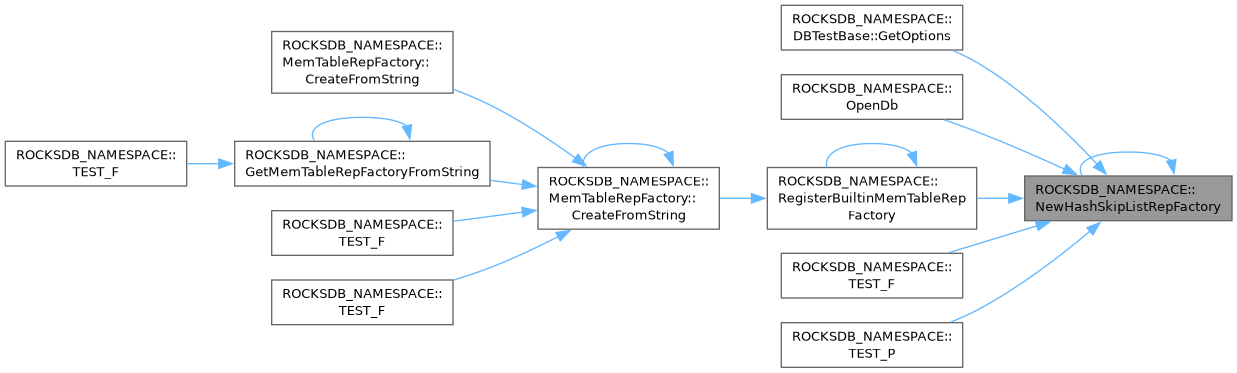 ROCKSDB_NAMESPACE::
TEST_F
ROCKSDB_NAMESPACE::
MemTableRepFactory::
CreateFromString
ROCKSDB_NAMESPACE::
GetMemTableRepFactoryFromString
ROCKSDB_NAMESPACE::
TEST_F
ROCKSDB_NAMESPACE::
TEST_F
ROCKSDB_NAMESPACE::
MemTableRepFactory::
CreateFromString
ROCKSDB_NAMESPACE::
DBTestBase::GetOptions
ROCKSDB_NAMESPACE::
OpenDb
ROCKSDB_NAMESPACE::
RegisterBuiltinMemTableRep
Factory
ROCKSDB_NAMESPACE::
TEST_F
ROCKSDB_NAMESPACE::
TEST_P
ROCKSDB_NAMESPACE::
NewHashSkipListRepFactory